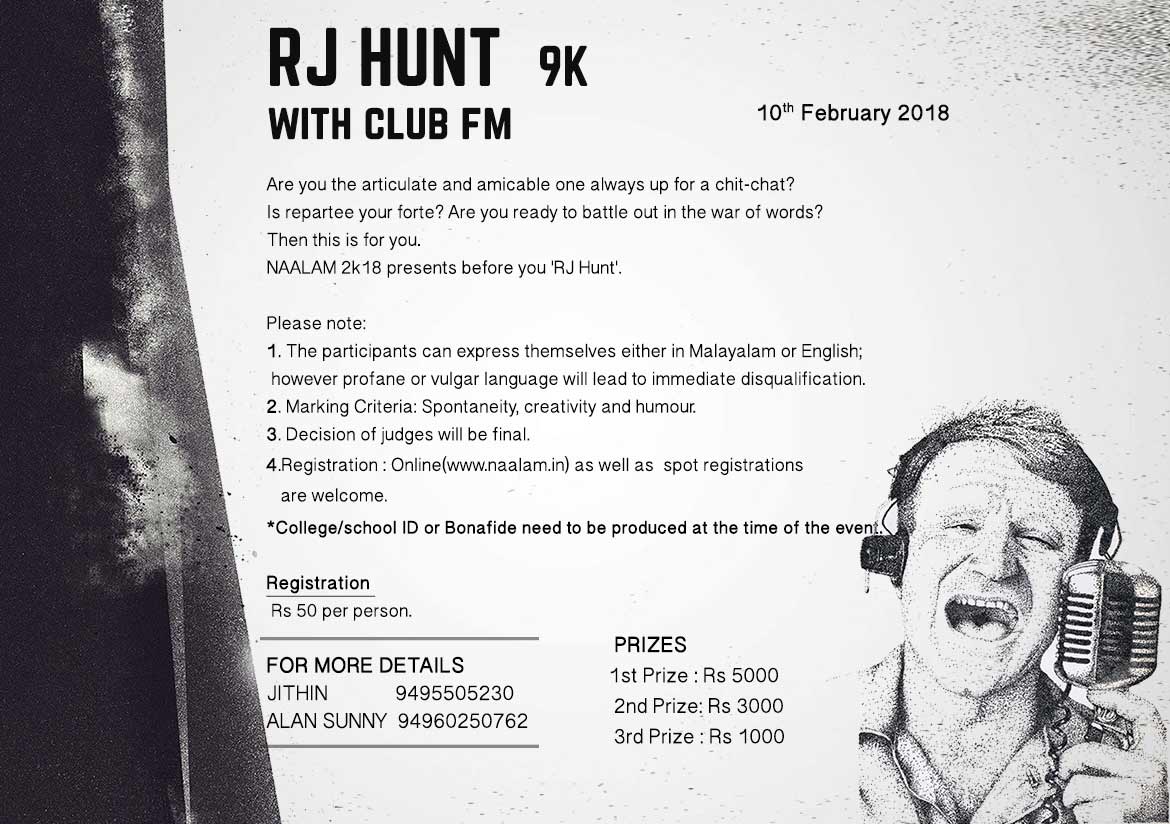 RJ HUNT 9K
WITH CLUB FM
10th February 2018
Are you the articulate and amicable one always up for a chit-chat?
Is repartee your forte? Are you ready to battle out in the war of words?
Then this is for you.
NAALAM 2k18 presents before you 'RJ Hunt'.
Please note:
1. The participants can express themselves either in Malayalam or English;
however profane or vulgar language will lead to immediate disqualification.
2. Marking Criteria: Spontaneity, creativity and humour.
3. Decision of judges will be final.
4.Registration : Online(www.naalam.in) as well as spot registrations
are welcome.
*College/school ID or Bonafide need to be produced at the time of the event.
Registration
Rs 50 per person.
FOR MORE DETAILS
JITHIN 9495505230
ALAN SUNNY 94960250762
PRIZES
1st Prize : Rs 5000
2nd Prize: Rs 3000
3rd Prize : Rs 1000